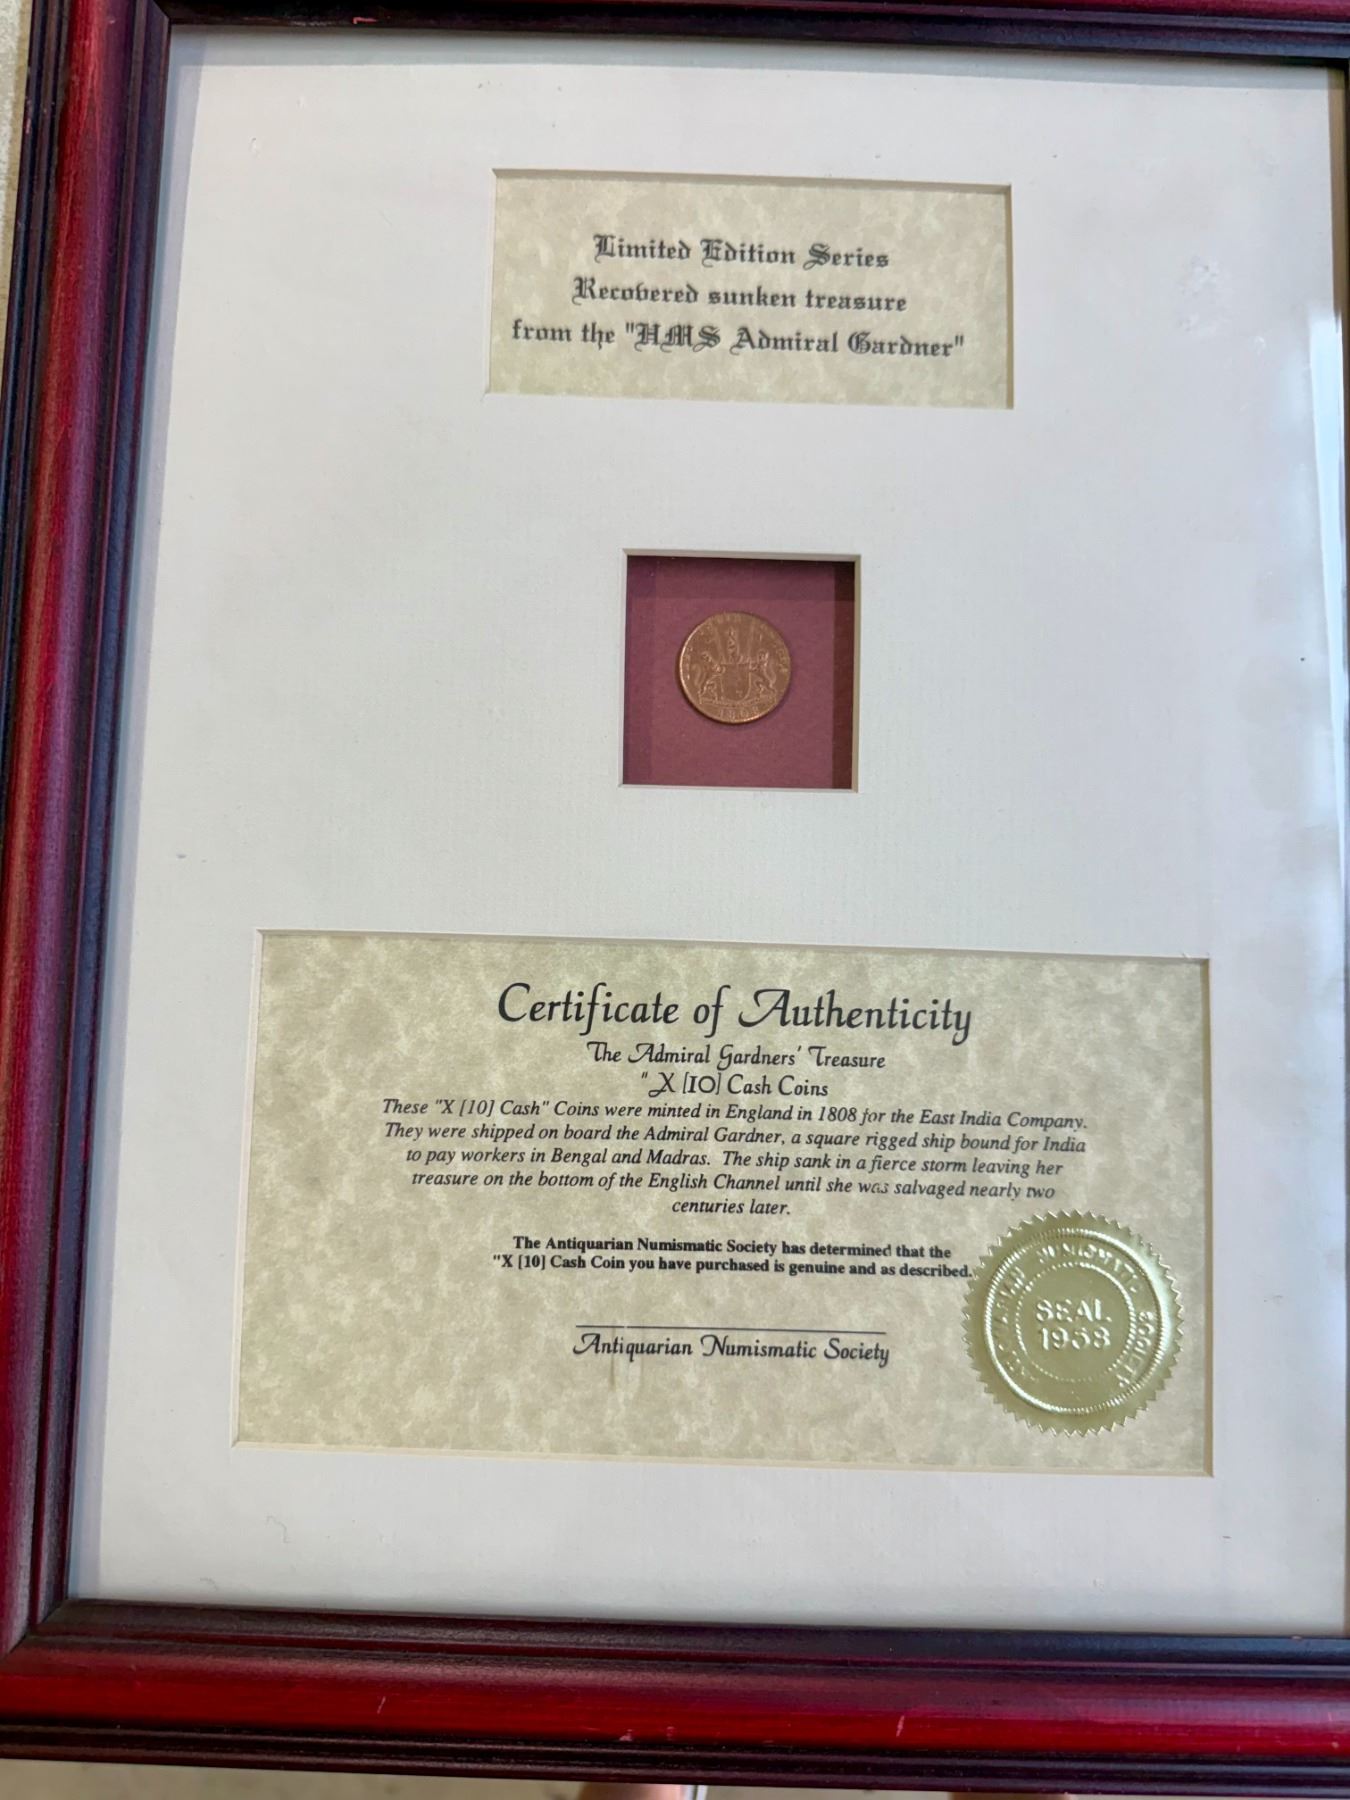 Limited Edition Series
Recovered sunken treasure
from the "HMS Admiral Gardner"
1808
Certificate of Authenticity
The Admiral Gardners' Treasure
" X [10] Cash Coins
These "X [10] Cash" Coins were minted in England in 1808 for the East India Company.
They were shipped on board the Admiral Gardner, a square rigged ship bound for India
to pay workers in Bengal and Madras. The ship sank in a fierce storm leaving her
treasure on the bottom of the English Channel until she was salvaged nearly two
centuries later.
The Antiquarian Numismatic Society has determined that the
"X [10] Cash Coin you have purchased is genuine and as described.
Antiquarian Numismatic Society
ANTIQUARIAN NUMISMATIC SOCIETY
SEAL
1958